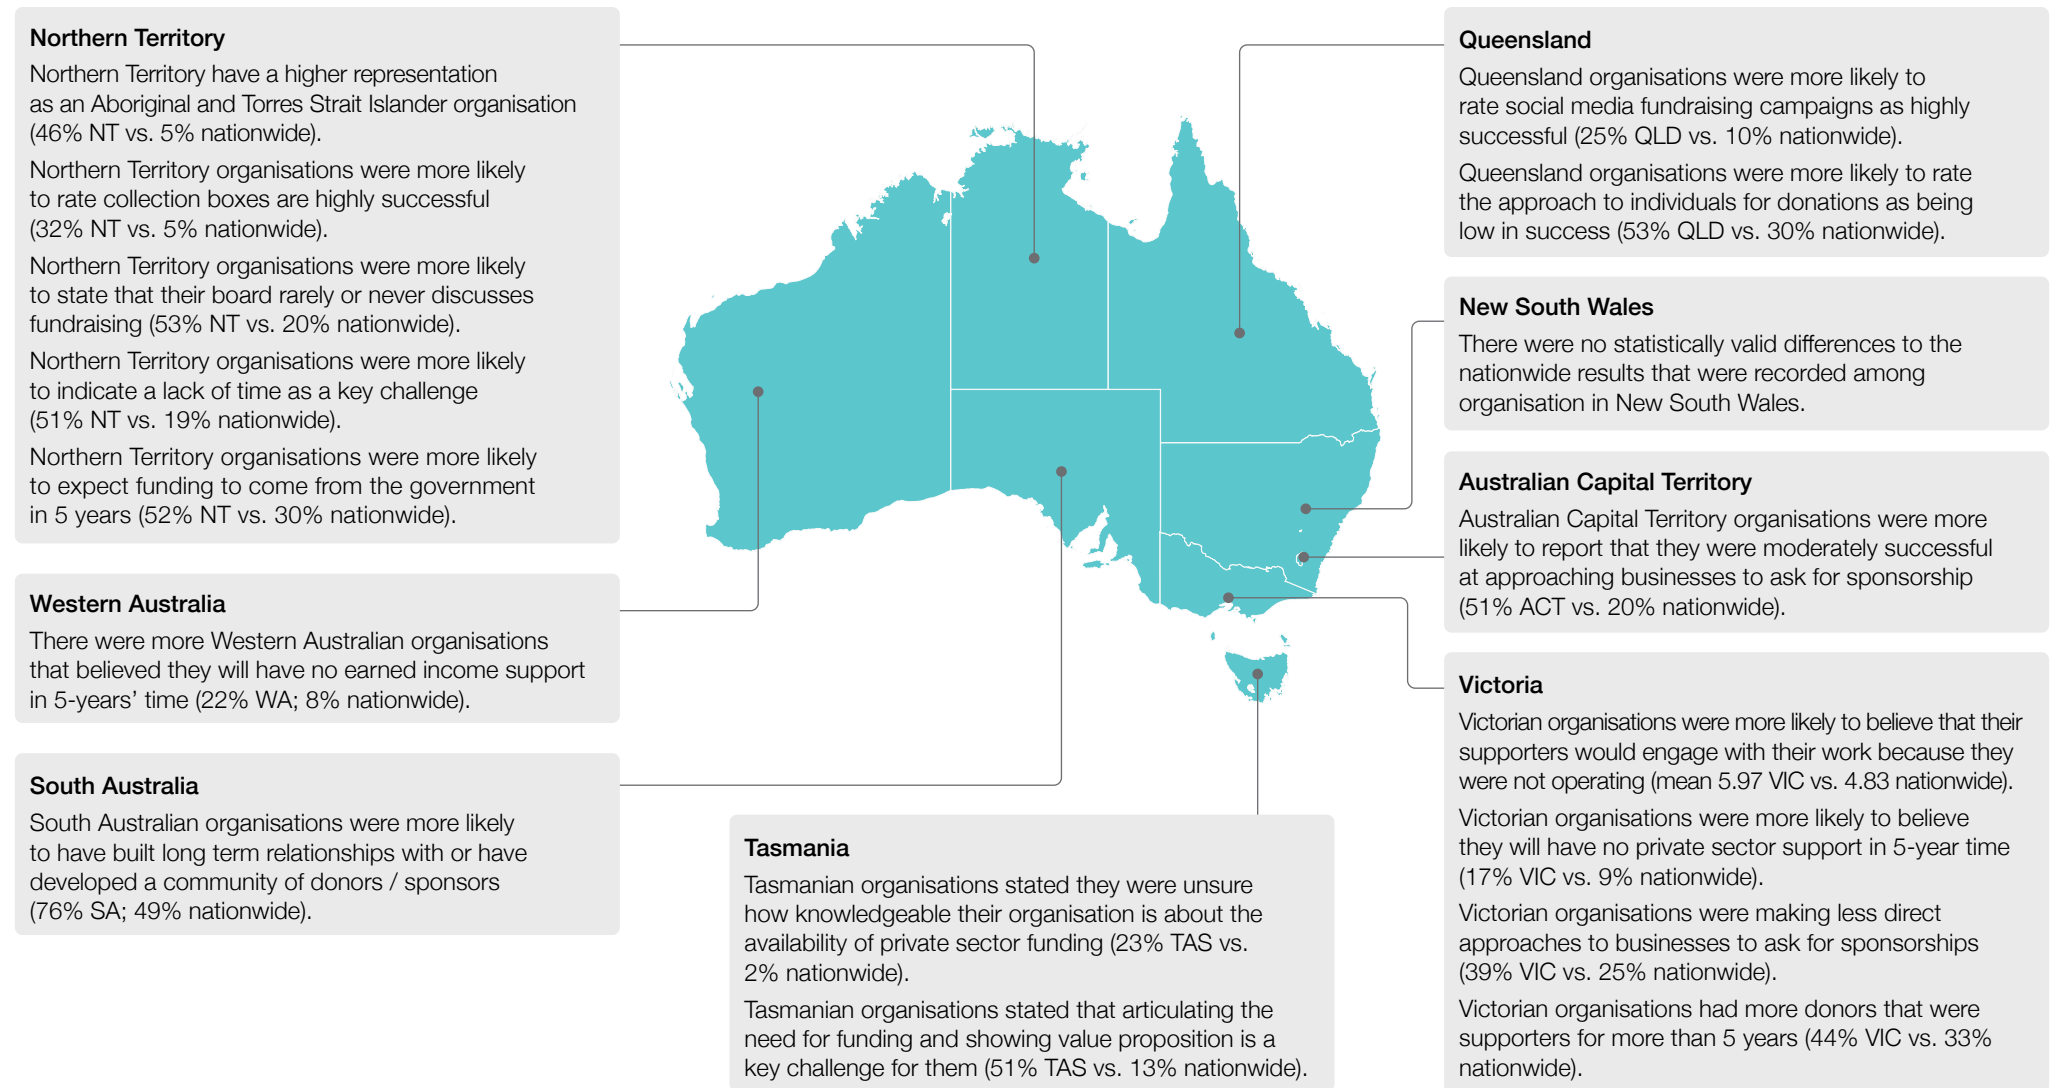 Northern Territory
Northern Territory have a higher representation
as an Aboriginal and Torres Strait Islander organisation
(46% NT vs. 5% nationwide).
Northern Territory organisations were more likely
to rate collection boxes are highly successful
(32% NT vs. 5% nationwide).
Northern Territory organisations were more likely
to state that their board rarely or never discusses
fundraising (53% NT vs. 20% nationwide).
Northern Territory organisations were more likely
to indicate a lack of time as a key challenge
(51% NT vs. 19% nationwide).
Northern Territory organisations were more likely
to expect funding to come from the government
in 5 years (52% NT vs. 30% nationwide).
Western Australia
There were more Western Australian organisations
that believed they will have no earned income support
in 5-years' time (22% WA; 8% nationwide).
South Australia
South Australian organisations were more likely
to have built long term relationships with or have
developed a community of donors / sponsors
(76% SA; 49% nationwide).
Tasmania
Tasmanian organisations stated they were unsure
how knowledgeable their organisation is about the
availability of private sector funding (23% TAS vs.
2% nationwide).
Tasmanian organisations stated that articulating the
need for funding and showing value proposition is a
key challenge for them (51% TAS vs. 13% nationwide).
Queensland
Queensland organisations were more likely to
rate social media fundraising campaigns as highly
successful (25% QLD vs. 10% nationwide).
Queensland organisations were more likely to rate
the approach to individuals for donations as being
low in success (53% QLD vs. 30% nationwide).
New South Wales
There were no statistically valid differences to the
nationwide results that were recorded among
organisation in New South Wales.
Australian Capital Territory
Australian Capital Territory organisations were more
likely to report that they were moderately successful
at approaching businesses to ask for sponsorship
(51% ACT vs. 20% nationwide).
Victoria
Victorian organisations were more likely to believe that their
supporters would engage with their work because they
were not operating (mean 5.97 VIC vs. 4.83 nationwide).
Victorian organisations were more likely to believe
they will have no private sector support in 5-year time
(17% VIC vs. 9% nationwide).
Victorian organisations were making less direct
approaches to businesses to ask for sponsorships
(39% VIC vs. 25% nationwide).
Victorian organisations had more donors that were
supporters for more than 5 years (44% VIC vs. 33%
nationwide).